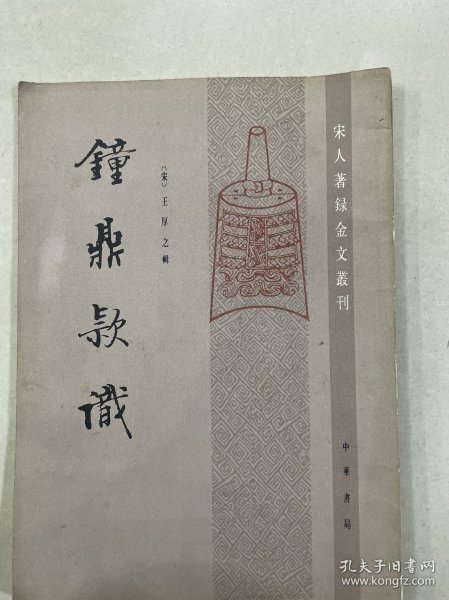 宋人著録金文叢刊
中華書局
(宋)王厚之輯
鐘鼎款識
孔夫子旧书网
www.kongfz.com